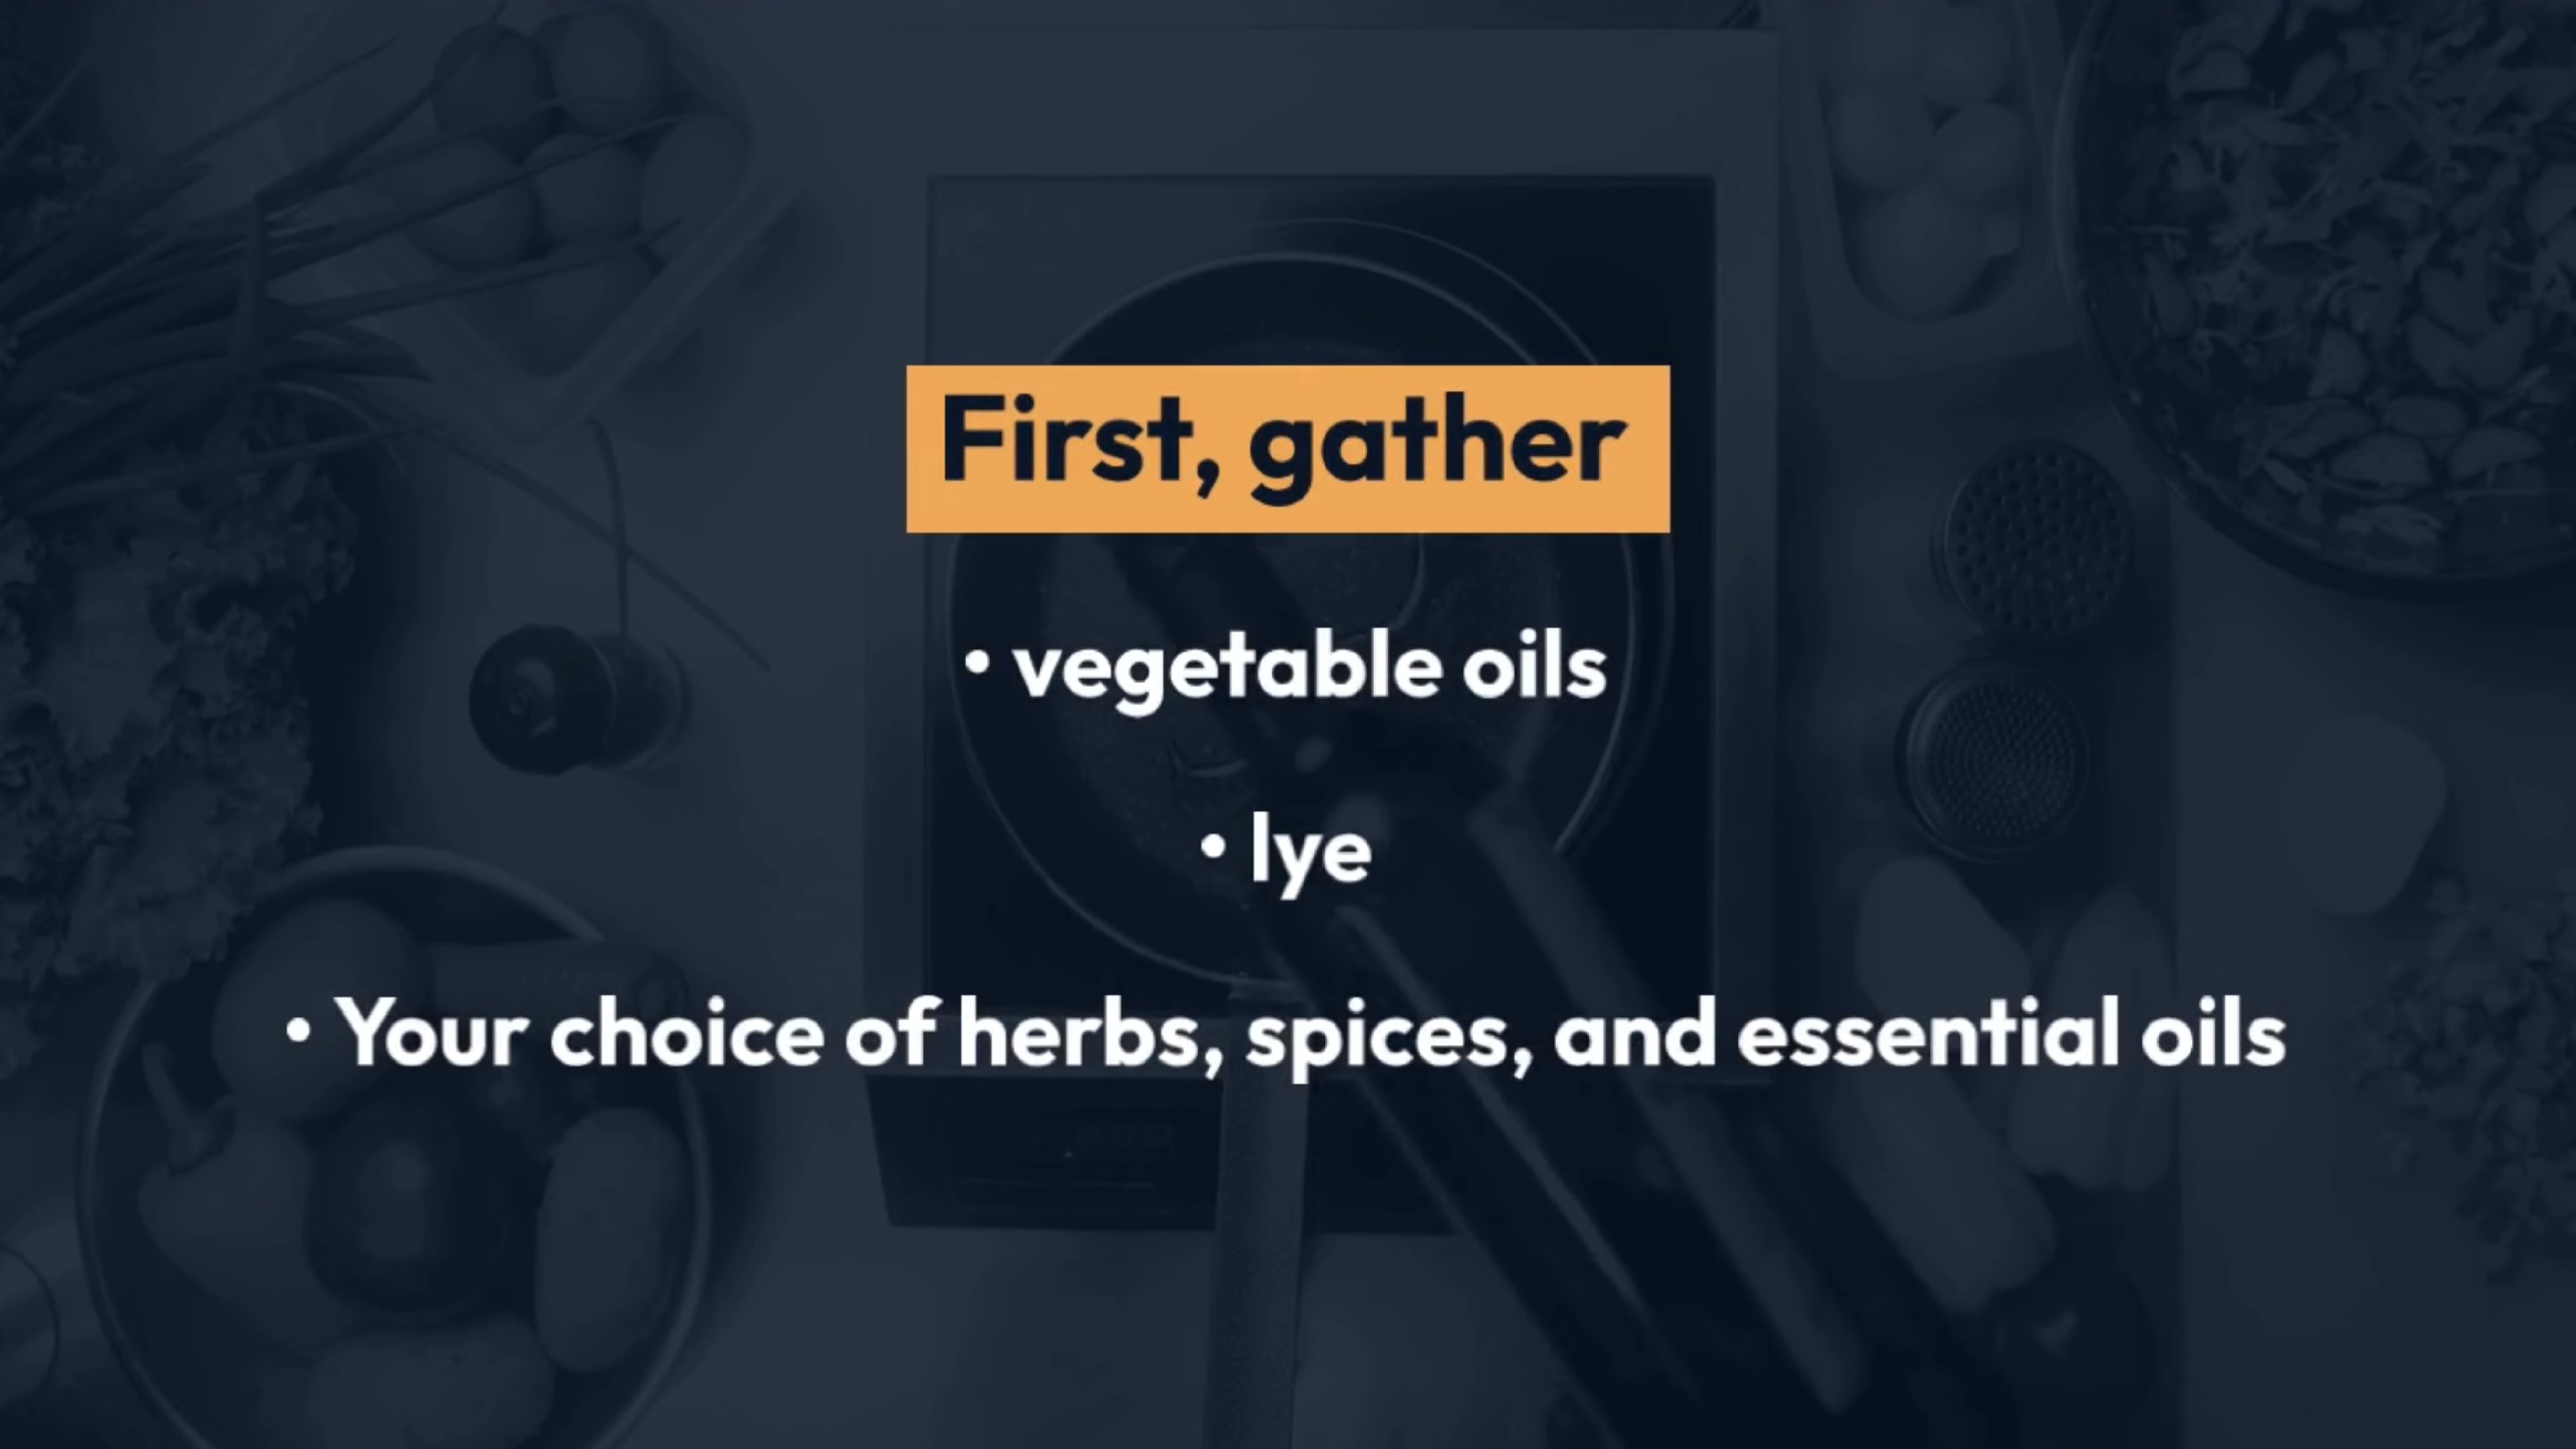 First, gather
• vegetable oils
• lye
• Your choice of herbs, spices, and essential oils